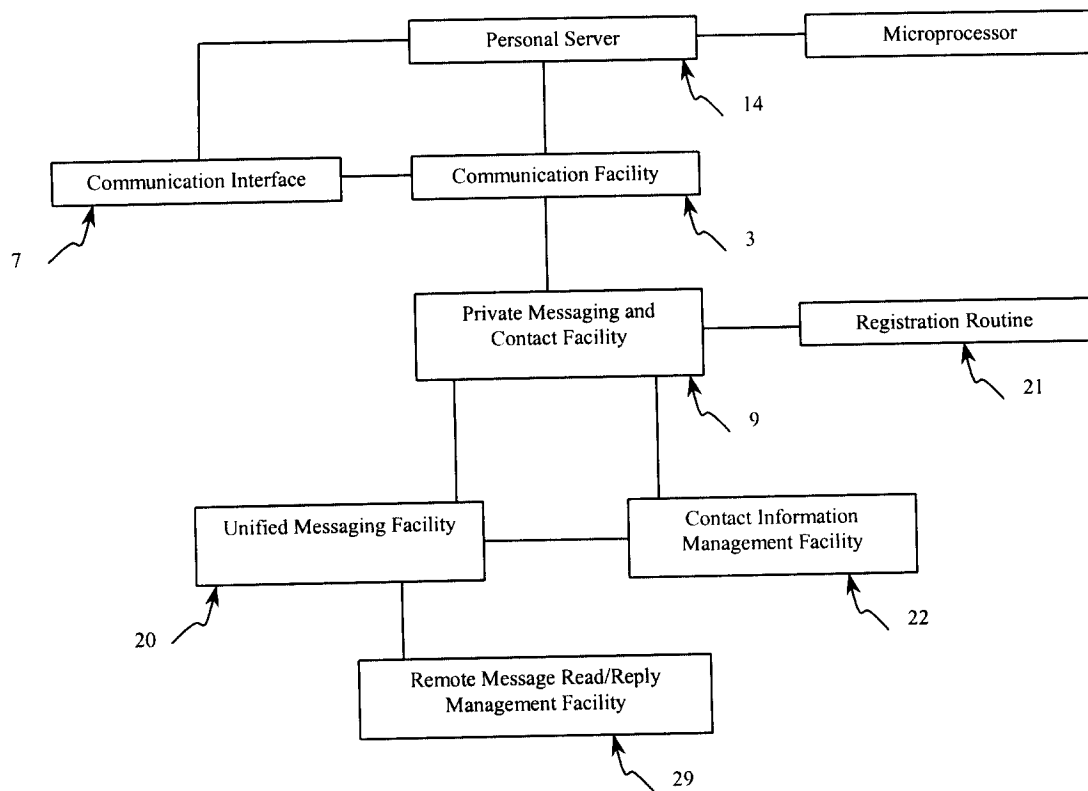 Personal Server
Microprocessor
14
Communication Interface
Communication Facility
7
3
Private Messaging and
Contact Facility
Registration Routine
9
21
Unified Messaging Facility
Contact Information
Management Facility
20
22
Remote Message Read/Reply
Management Facility
29